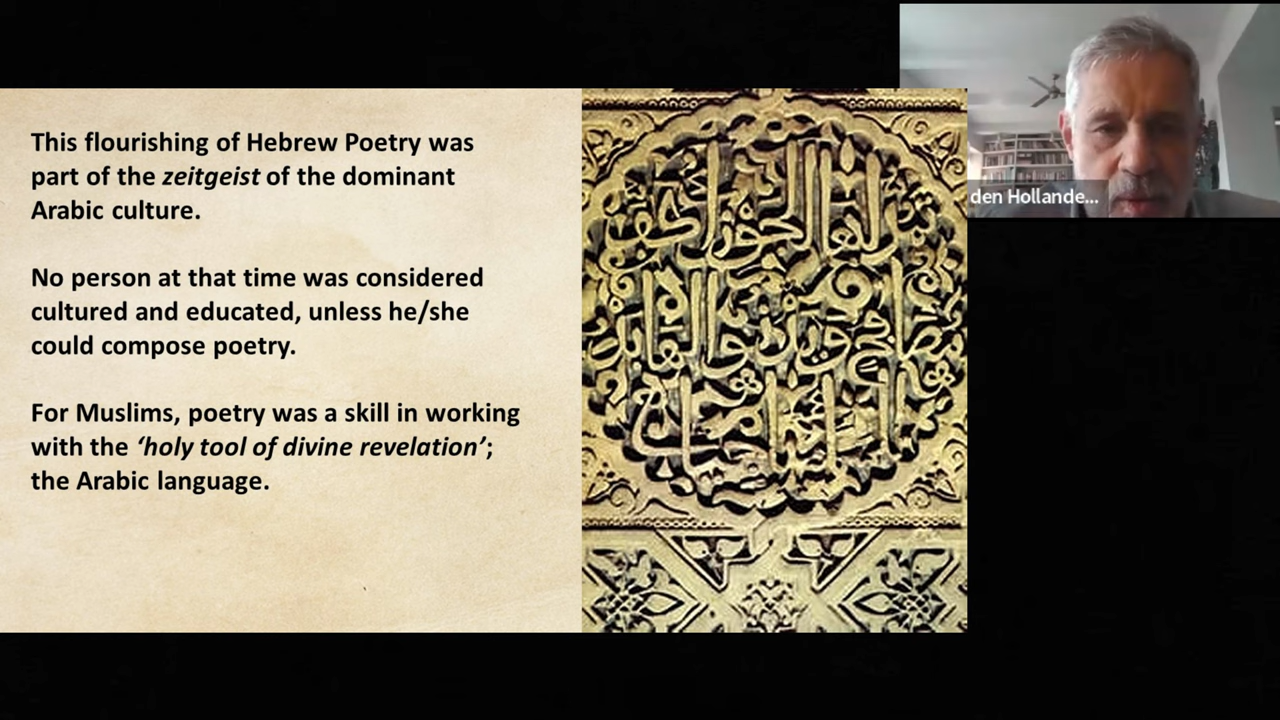 This flourishing of Hebrew Poetry was
part of the zeitgeist of the dominant
Arabic culture.
No person at that time was considered
cultured and educated, unless he/she
could compose poetry.
For Muslims, poetry was a skill in working
with the ‘holy tool of divine revelation’;
the Arabic language.
den Hollande...